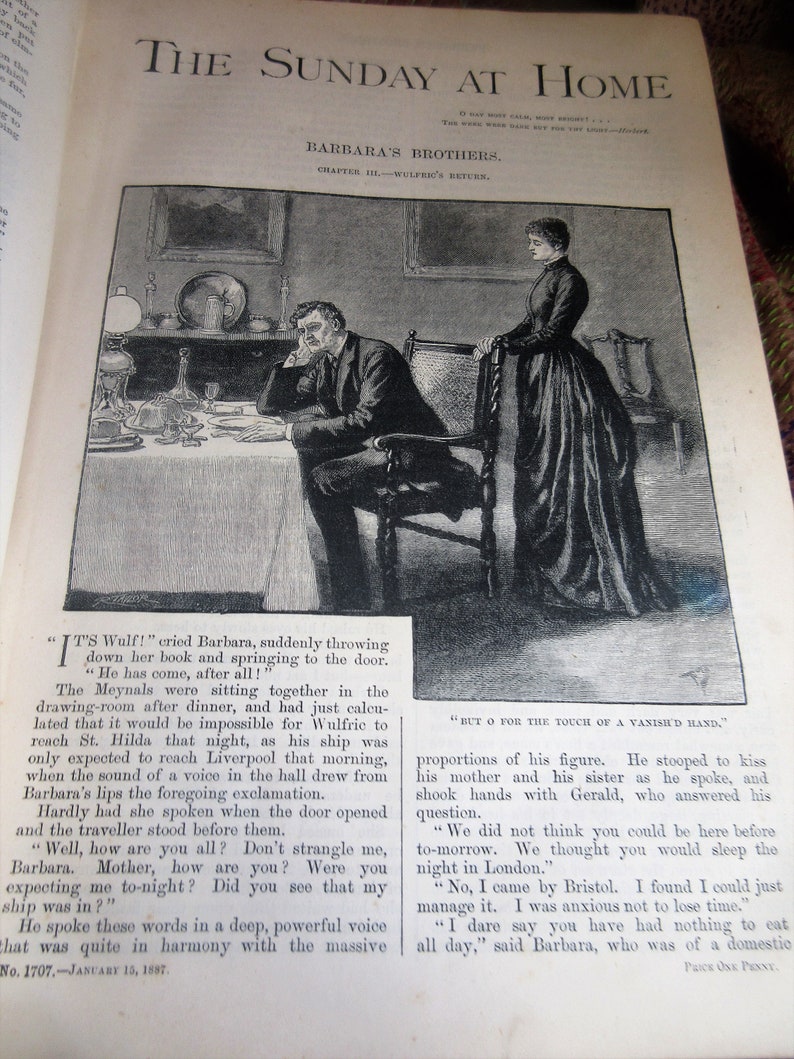 other
of a
back
put
of
on the
which
fur.
same
to
THE SUNDAY AT HOME
O DAY MOST CALM, MOST BRIGHT! . . .
THE WEEK WERE DARK BUT FOR THY LIGHT.—Herbert.
BARBARA'S BROTHERS.
CHAPTER III.—WULFRIC'S RETURN.
"BUT O FOR THE TOUCH OF A VANISH'D HAND."
"IT'S Wulf!" cried Barbara, suddenly throwing
down her book and springing to the door.
"He has come, after all!"
The Meynals were sitting together in the
drawing-room after dinner, and had just calcu-
lated that it would be impossible for Wulfric to
reach St. Hilda that night, as his ship was
only expected to reach Liverpool that morning,
when the sound of a voice in the hall drew from
Barbara's lips the foregoing exclamation.
Hardly had she spoken when the door opened
and the traveller stood before them.
"Well, how are you all? Don't strangle me,
Barbara. Mother, how are you? Were you
expecting me to-night? Did you see that my
ship was in?"
He spoke these words in a deep, powerful voice
that was quite in harmony with the massive
proportions of his figure. He stooped to kiss
his mother and his sister as he spoke, and
shook hands with Gerald, who answered his
question.
"We did not think you could be here before
to-morrow. We thought you would sleep the
night in London."
"No, I came by Bristol. I found I could just
manage it. I was anxious not to lose time."
"I dare say you have had nothing to eat
all day," said Barbara, who was of a domestic
No. 1707.—JANUARY 15, 1887.
PRICE ONE PENNY.